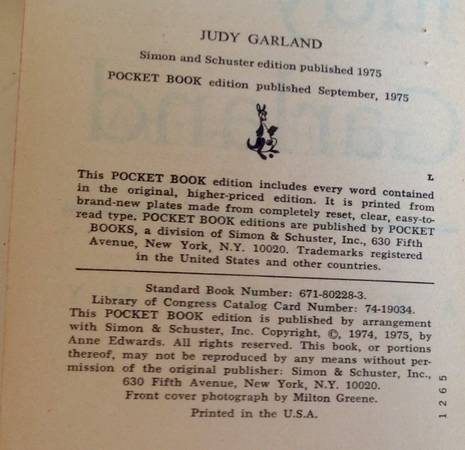 JUDY GARLAND
Simon and Schuster edition published 1975
POCKET BOOK edition published September, 1975
L
This POCKET BOOK edition includes every word contained
in the original, higher-priced edition. It is printed from
brand-new plates made from completely reset, clear, easy-to-
read type. POCKET BOOK editions are published by POCKET
BOOKS, a division of Simon & Schuster, Inc., 630 Fifth
Avenue, New York, N.Y. 10020. Trademarks registered
in the United States and other countries.
Standard Book Number: 671-80228-3.
Library of Congress Catalog Card Number: 74-19034.
This POCKET BOOK edition is published by arrangement
with Simon & Schuster, Inc. Copyright, ©, 1974, 1975, by
Anne Edwards. All rights reserved. This book, or portions
thereof, may not be reproduced by any means without per-
mission of the original publisher: Simon & Schuster, Inc.,
630 Fifth Avenue, New York, N.Y. 10020.
Front cover photograph by Milton Greene.
Printed in the U.S.A.
1265